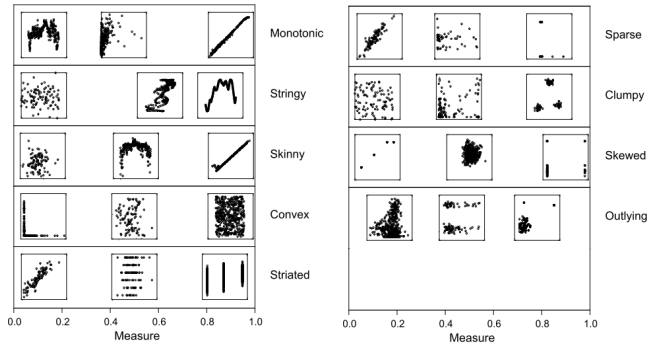 Monotonic
Stringy
Skinny
Convex
Striated
0.0 0.2 0.4 0.6 0.8 1.0
Measure
Sparse
Clumpy
Skewed
Outlying
0.0 0.2 0.4 0.6 0.8 1.0
Measure